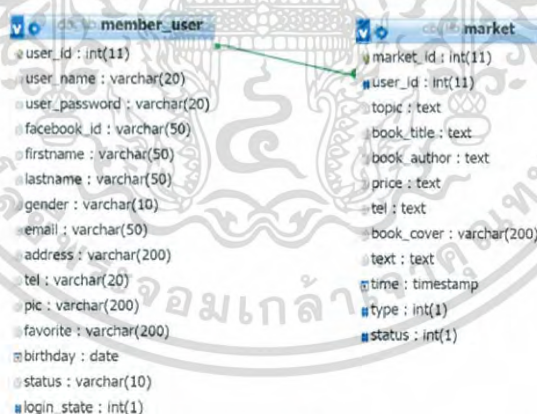 member_user
user_id : int(11)
user_name : varchar(20)
user_password : varchar(20)
facebook_id : varchar(50)
firstname : varchar(50)
lastname : varchar(50)
gender : varchar(10)
email : varchar(50)
address : varchar(200)
tel : varchar(20)
pic : varchar(200)
favorite : varchar(200)
birthday : date
status : varchar(10)
login_state : int(1)
market
market_id : int(11)
user_id : int(11)
topic : text
book_title : text
book_author : text
price : text
tel : text
book_cover : varchar(200)
text : text
time : timestamp
type : int(1)
status : int(1)